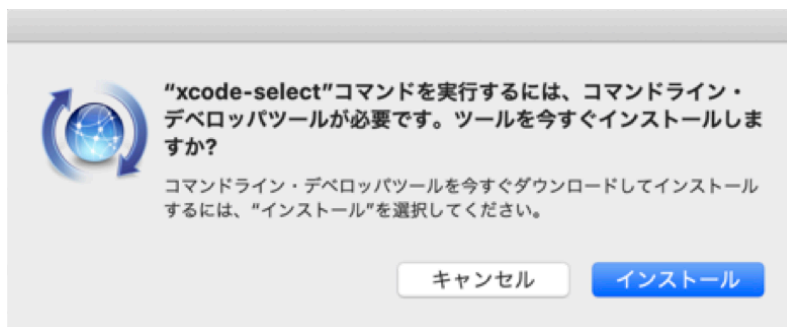 “xcode-select”コマンドを実行するには、コマンドライン・
デベロッパツールが必要です。ツールを今すぐインストールしま
すか?
コマンドライン・デベロッパツールを今すぐダウンロードしてインストール
するには、“インストール”を選択してください。
キャンセル
インストール